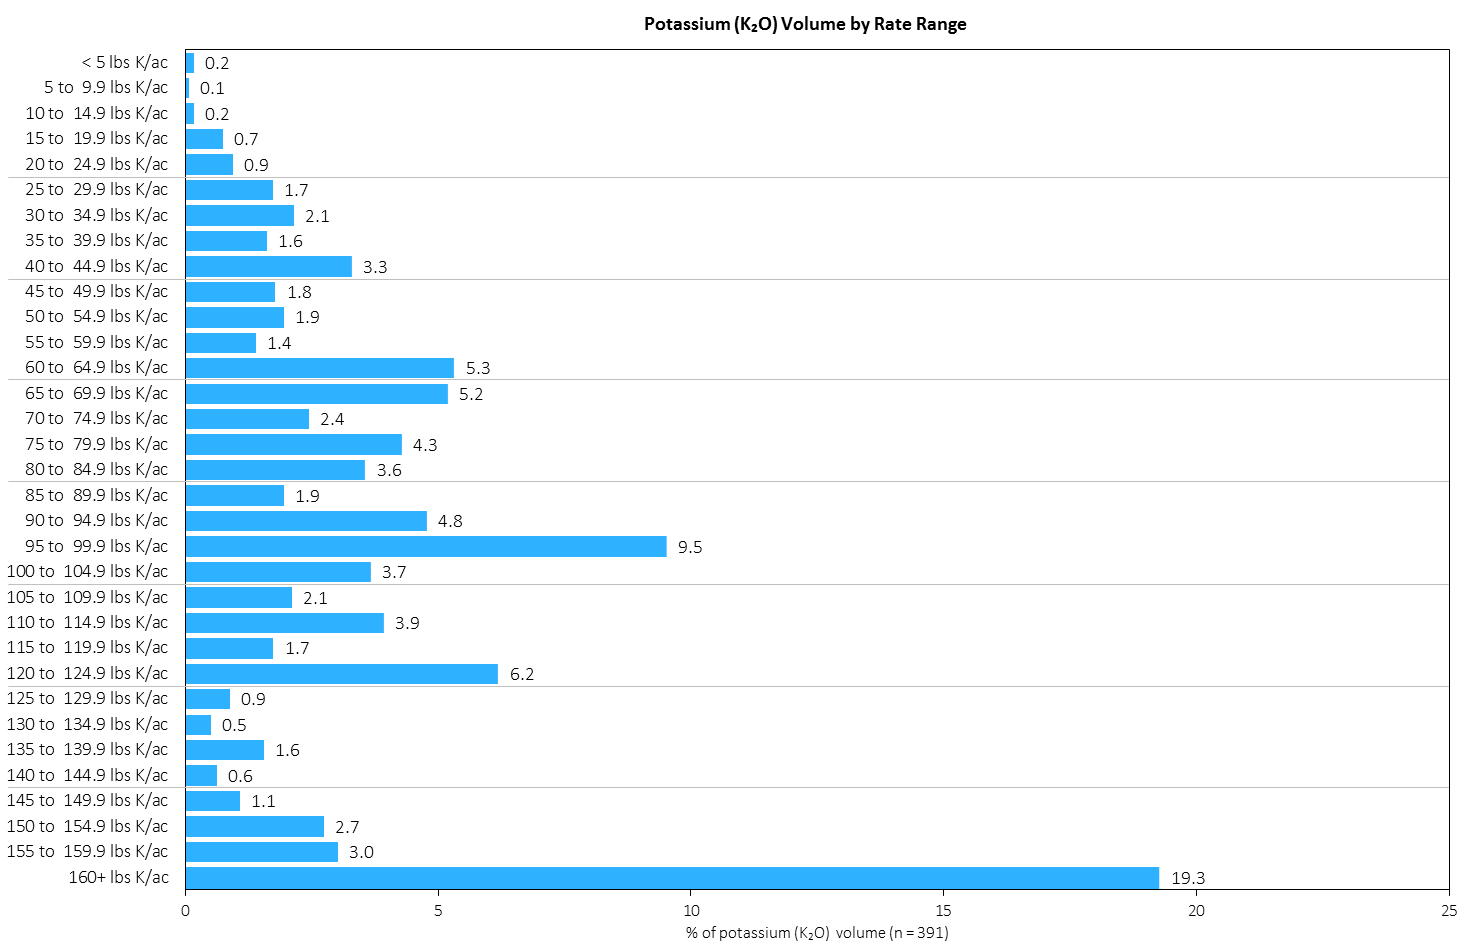 Potassium (K₂O) Volume by Rate Range
< 5 lbs K/ac 0.2
5 to 9.9 lbs K/ac 0.1
10 to 14.9 lbs K/ac 0.2
15 to 19.9 lbs K/ac 0.7
20 to 24.9 lbs K/ac 0.9
25 to 29.9 lbs K/ac 1.7
30 to 34.9 lbs K/ac 2.1
35 to 39.9 lbs K/ac 1.6
40 to 44.9 lbs K/ac 3.3
45 to 49.9 lbs K/ac 1.8
50 to 54.9 lbs K/ac 1.9
55 to 59.9 lbs K/ac 1.4
60 to 64.9 lbs K/ac 5.3
65 to 69.9 lbs K/ac 5.2
70 to 74.9 lbs K/ac 2.4
75 to 79.9 lbs K/ac 4.3
80 to 84.9 lbs K/ac 3.6
85 to 89.9 lbs K/ac 1.9
90 to 94.9 lbs K/ac 4.8
95 to 99.9 lbs K/ac 9.5
100 to 104.9 lbs K/ac 3.7
105 to 109.9 lbs K/ac 2.1
110 to 114.9 lbs K/ac 3.9
115 to 119.9 lbs K/ac 1.7
120 to 124.9 lbs K/ac 6.2
125 to 129.9 lbs K/ac 0.9
130 to 134.9 lbs K/ac 0.5
135 to 139.9 lbs K/ac 1.6
140 to 144.9 lbs K/ac 0.6
145 to 149.9 lbs K/ac 1.1
150 to 154.9 lbs K/ac 2.7
155 to 159.9 lbs K/ac 3.0
160+ lbs K/ac 19.3
0 5 10 15 20 25
% of potassium (K₂O) volume (n = 391)